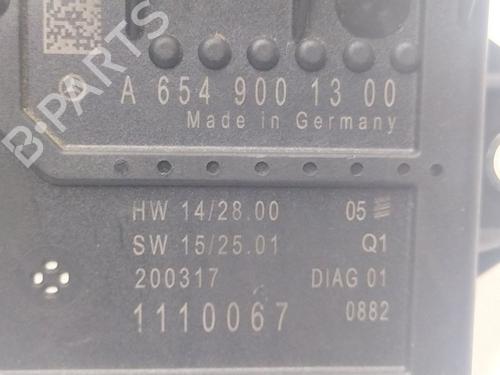 B-PARTS
A 654 900 13 00
Made in Germany
HW 14/28.00 05
SW 15/25.01 Q1
200317 DIAG 01
1110067 0882